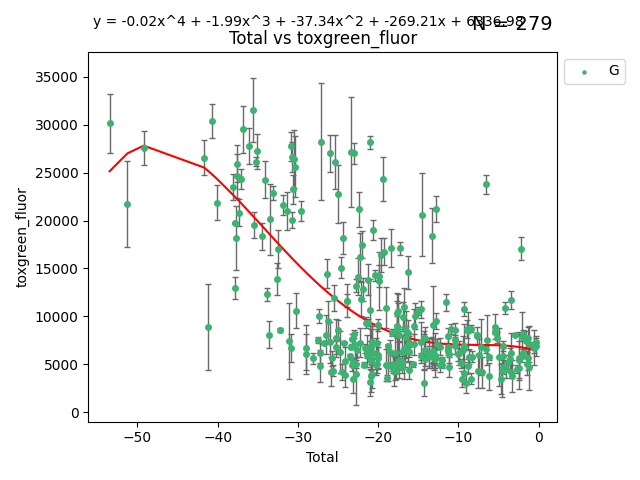 y = -0.02x^4 + -1.99x^3 + -37.34x^2 + -269.21x + 6336.98
N = 279
Total vs toxgreen_fluor
G
toxgreen_fluor
35000
30000
25000
20000
15000
10000
5000
0
−50
−40
−30
−20
−10
0
Total